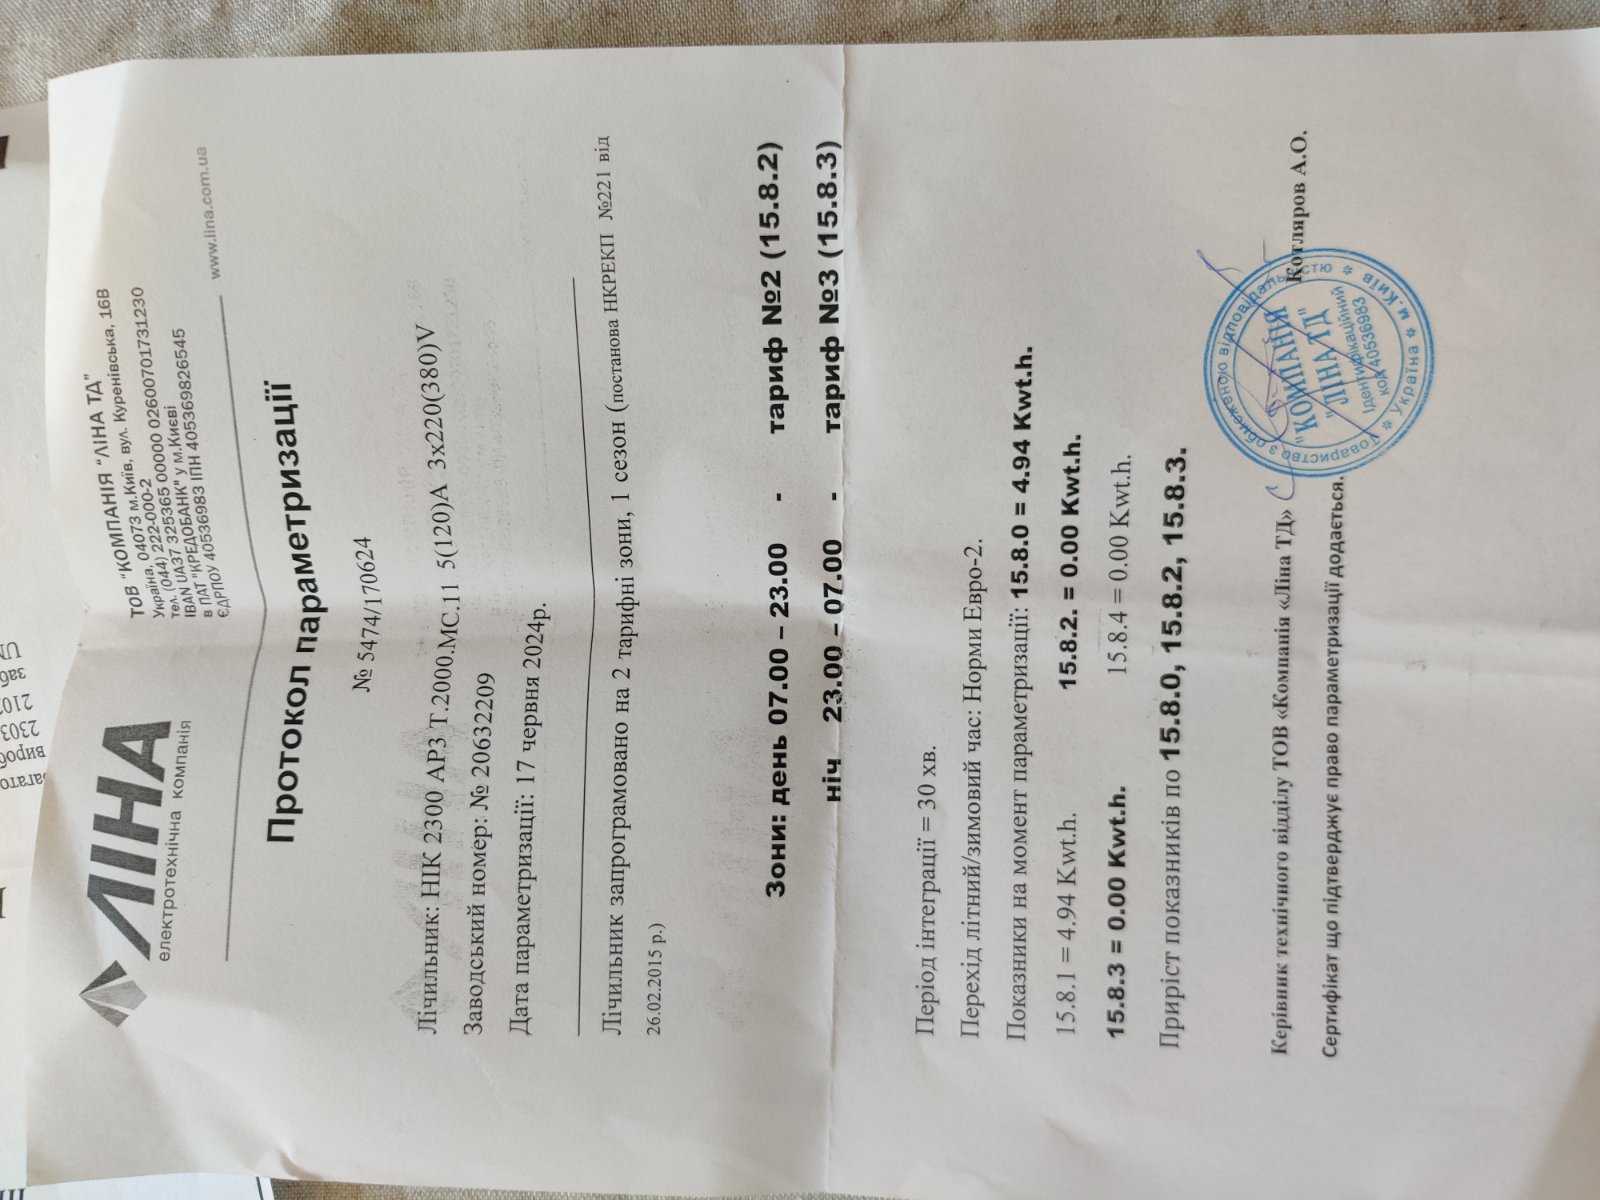 ЛІНА
електротехнічна компанія
ТОВ "КОМПАНІЯ "ЛІНА ТД"
04073 м.Київ, вул. Куренівська, 16В
Україна, 222-000-2
тел. (044) 325365 00000 02600701731230
IBAN UA37
в ПАТ "КРЕДОБАНК" у м.Києві
ЄДРПОУ 40536983 ІПН 405369826545
www.lina.com.ua
Протокол параметризації
№ 5474/170624
Лічильник: НІК 2300 АР3 Т.2000.МС.11 5(120)А 3х220(380)V
Заводський номер: № 20632209
Дата параметризації: 17 червня 2024р.
Лічильник запрограмовано на 2 тарифні зони, 1 сезон (постанова НКРЕКП №221 від
26.02.2015 р.)
Зони: день 07.00 – 23.00 - тариф №2 (15.8.2)
ніч 23.00 – 07.00 - тариф №3 (15.8.3)
Період інтеграції = 30 хв.
Перехід літній/зимовий час: Норми Евро-2.
Показники на момент параметризації: 15.8.0 = 4.94 Kwt.h.
15.8.1 = 4.94 Kwt.h. 15.8.2. = 0.00 Kwt.h.
15.8.3 = 0.00 Kwt.h. 15.8.4 = 0.00 Kwt.h.
Приріст показників по 15.8.0, 15.8.2, 15.8.3.
Керівник технічного відділу ТОВ «Компанія «Ліна ТД» Котляров А.О.
Сертифікат що підтверджує право параметризації додається.
Товариство з обмеженою відповідальністю
* Україна * м. Київ *
"КОМПАНІЯ
"ЛІНА ТД"
Ідентифікаційний
код 40536983